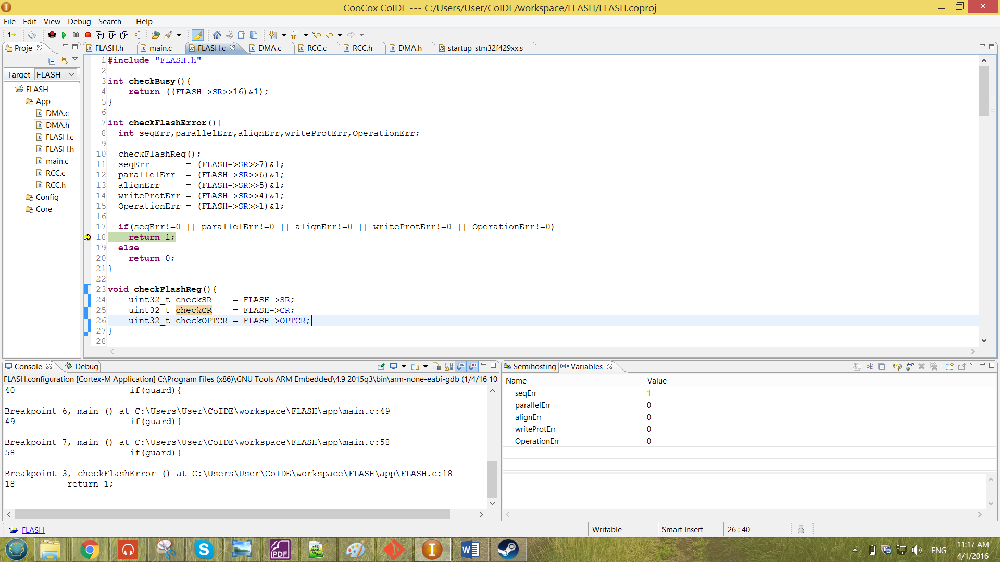 CooCox CoIDE --- C:/Users/User/CoIDE/workspace/FLASH/FLASH.coproj
File Edit View Debug Search Help
Proje
FLASH.h main.c FLASH.c DMA.c RCC.c RCC.h DMA.h startup_stm32f429xx.s
Target FLASH
FLASH
App
DMA.c
DMA.h
FLASH.c
FLASH.h
main.c
RCC.c
RCC.h
Config
Core
1 #include "FLASH.h"
2
3 int checkBusy(){
4 return ((FLASH->SR>>16)&1);
5 }
6
7 int checkFlashError(){
8 int seqErr,parallelErr,alignErr,writeProtErr,OperationErr;
9
10 checkFlashReg();
11 seqErr = (FLASH->SR>>7)&1;
12 parallelErr = (FLASH->SR>>6)&1;
13 alignErr = (FLASH->SR>>5)&1;
14 writeProtErr = (FLASH->SR>>4)&1;
15 OperationErr = (FLASH->SR>>1)&1;
16
17 if(seqErr!=0 || parallelErr!=0 || alignErr!=0 || writeProtErr!=0 || OperationErr!=0)
18 return 1;
19 else
20 return 0;
21 }
22
23 void checkFlashReg(){
24 uint32_t checkSR = FLASH->SR;
25 uint32_t checkCR = FLASH->CR;
26 uint32_t checkOPTCR = FLASH->OPTCR;
27 }
28
Console Debug
FLASH.configuration [Cortex-M Application] C:\Program Files (x86)\GNU Tools ARM Embedded\4.9 2015q3\bin\arm-none-eabi-gdb (1/4/16 10
40 if(guard){
Breakpoint 6, main () at C:\Users\User\CoIDE\workspace\FLASH\app\main.c:49
49 if(guard){
Breakpoint 7, main () at C:\Users\User\CoIDE\workspace\FLASH\app\main.c:58
58 if(guard){
Breakpoint 3, checkFlashError () at C:\Users\User\CoIDE\workspace\FLASH\app\FLASH.c:18
18 return 1;
Semihosting (x)= Variables
Name Value
seqErr 1
parallelErr 0
alignErr 0
writeProtErr 0
OperationErr 0
FLASH
Writable Smart Insert 26 : 40
PDF
ENG
11:17 AM
4/1/2016